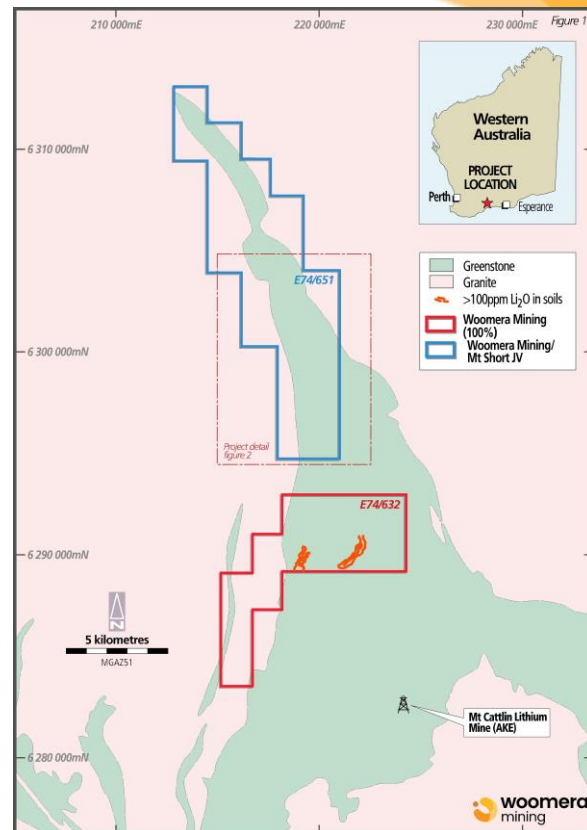 210 000mE
220 000mE
230 000mE
Figure 1
6 310 000mN
6 300 000mN
6 290 000mN
6 280 000mN
Western
Australia
PROJECT
LOCATION
Perth
Esperance
Greenstone
Granite
>100ppm Li₂O in soils
Woomera Mining
(100%)
Woomera Mining/
Mt Short JV
E74/651
Project detail
figure 2
E74/632
N
5 kilometres
MGAZ51
Mt Cattlin Lithium
Mine (AKE)
woomera
mining